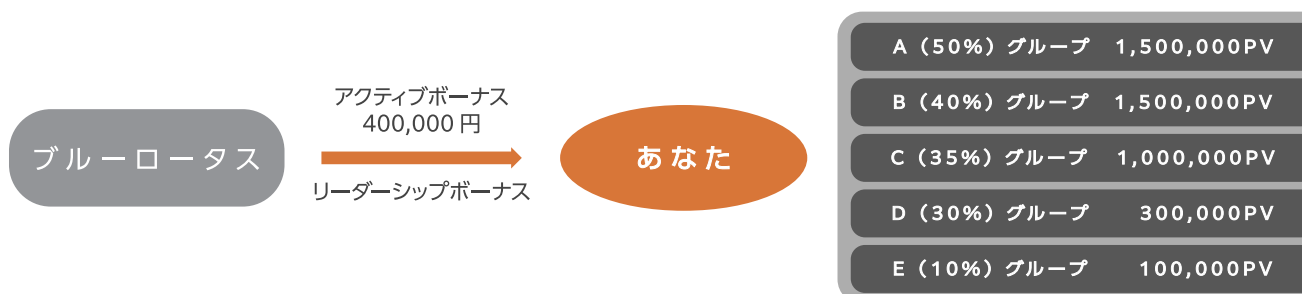 ブルーロータス
アクティブボーナス
400,000 円
リーダーシップボーナス
あなた
A（50%）グループ 1,500,000PV
B（40%）グループ 1,500,000PV
C（35%）グループ 1,000,000PV
D（30%）グループ 300,000PV
E（10%）グループ 100,000PV